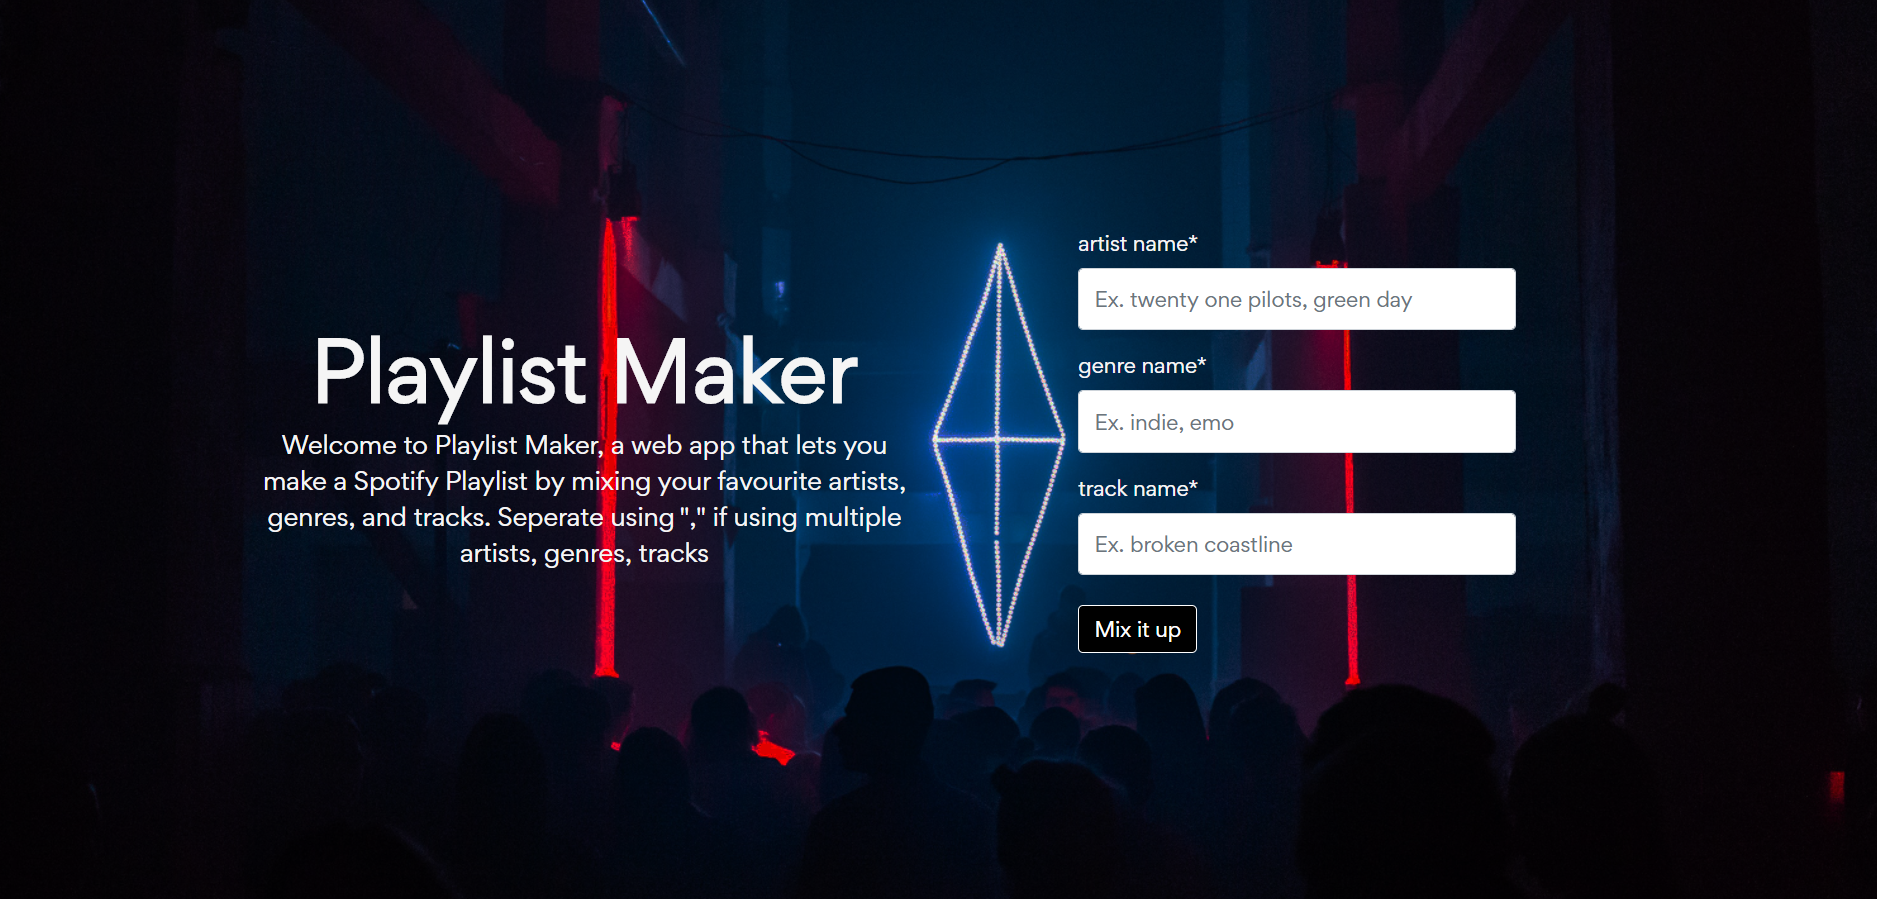 Playlist Maker
Welcome to Playlist Maker, a web app that lets you
make a Spotify Playlist by mixing your favourite artists,
genres, and tracks. Seperate using "," if using multiple
artists, genres, tracks
artist name*
Ex. twenty one pilots, green day
genre name*
Ex. indie, emo
track name*
Ex. broken coastline
Mix it up